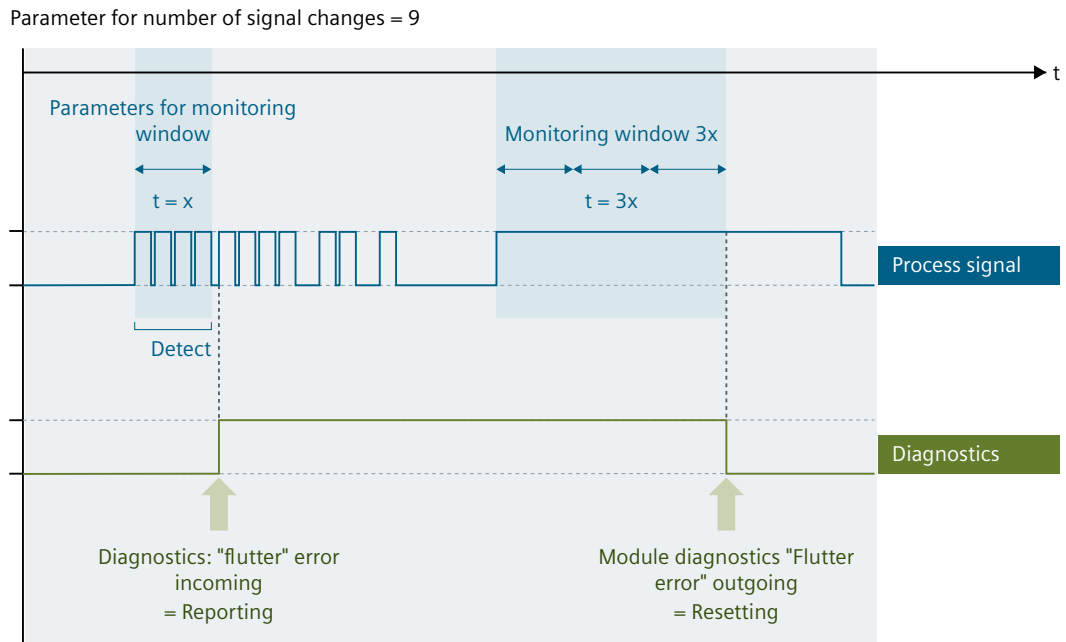 Parameter for number of signal changes = 9
t
Parameters for monitoring
window
Monitoring window 3x
t = x
t = 3x
Process signal
Detect
Diagnostics
Diagnostics: "flutter" error
incoming
= Reporting
Module diagnostics "Flutter
error" outgoing
= Resetting